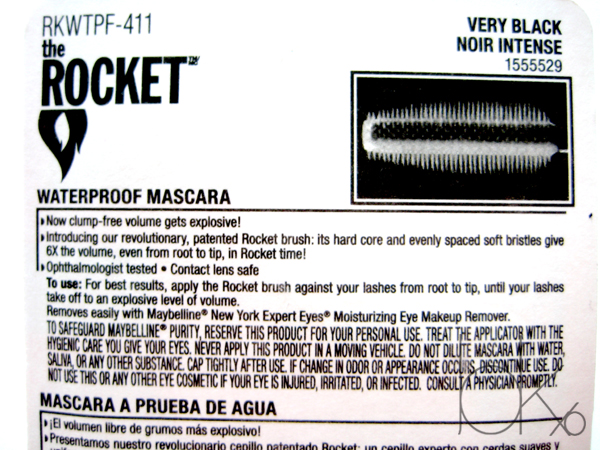 RKWTPF-411
the
ROCKET™
VERY BLACK
NOIR INTENSE
1555529
WATERPROOF MASCARA
Now clump-free volume gets explosive!
Introducing our revolutionary, patented Rocket brush: its hard core and evenly spaced soft bristles give
6X the volume, even from root to tip, in Rocket time!
Ophthalmologist tested • Contact lens safe
To use: For best results, apply the Rocket brush against your lashes from root to tip, until your lashes
take off to an explosive level of volume.
Removes easily with Maybelline® New York Expert Eyes® Moisturizing Eye Makeup Remover.
TO SAFEGUARD MAYBELLINE® PURITY, RESERVE THIS PRODUCT FOR YOUR PERSONAL USE. TREAT THE APPLICATOR WITH THE
HYGIENIC CARE YOU GIVE YOUR EYES. NEVER APPLY THIS PRODUCT IN A MOVING VEHICLE. DO NOT DILUTE MASCARA WITH WATER,
SALIVA, OR ANY OTHER SUBSTANCE. CAP TIGHTLY AFTER USE. IF CHANGE IN ODOR OR APPEARANCE OCCURS, DISCONTINUE USE. DO
NOT USE THIS OR ANY OTHER EYE COSMETIC IF YOUR EYE IS INJURED, IRRITATED, OR INFECTED. CONSULT A PHYSICIAN PROMPTLY.
MASCARA A PRUEBA DE AGUA
¡El volumen libre de grumos más explosivo!
Presentamos nuestro revolucionario cepillo patentado Rocket: un cepillo experto con cerdas suaves y